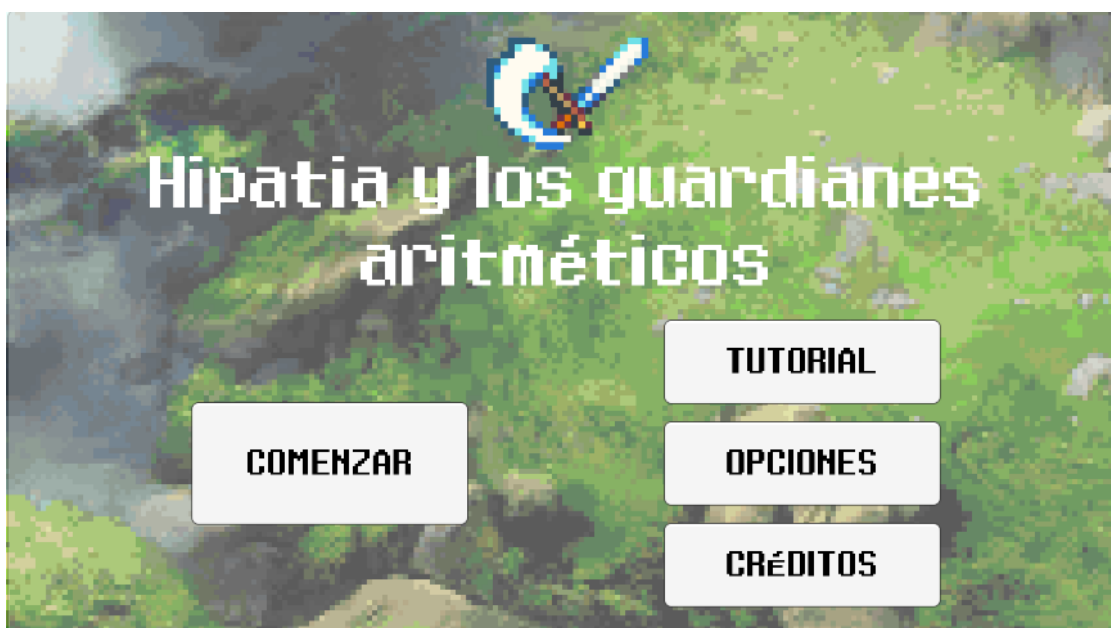 Hipatia y los guardianes
aritméticos
COMENZAR
TUTORIAL
OPCIONES
CRéDITOS